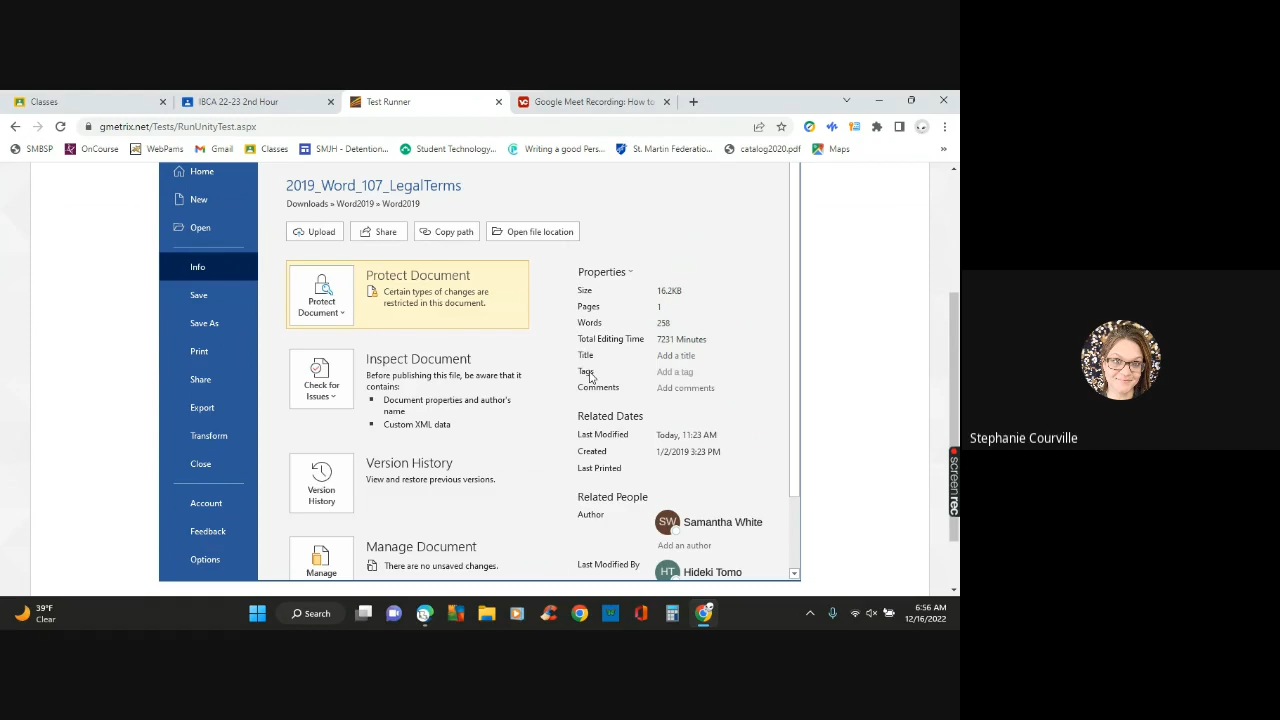 Classes
IBCA 22-23 2nd Hour
Test Runner
Google Meet Recording: How to
gmetrix.net/Tests/RunUnityTest.aspx
SMBSP
OnCourse
WebPams
Gmail
Classes
SMJH - Detention...
Student Technology...
Writing a good Pers...
St. Martin Federatio...
catalog2020.pdf
Maps
»
Home
New
Open
Info
Save
Save As
Print
Share
Export
Transform
Close
Account
Feedback
Options
2019_Word_107_LegalTerms
Downloads » Word2019 » Word2019
Upload
Share
Copy path
Open file location
Protect Document
Protect Document
Certain types of changes are
restricted in this document.
Check for Issues
Inspect Document
Before publishing this file, be aware that it
contains:
Document properties and author's
name
Custom XML data
Version History
Version History
View and restore previous versions.
Manage
Manage Document
There are no unsaved changes.
Properties
Size 16.2KB
Pages 1
Words 258
Total Editing Time 7231 Minutes
Title Add a title
Tags Add a tag
Comments Add comments
Related Dates
Last Modified Today, 11:23 AM
Created 1/2/2019 3:23 PM
Last Printed
Related People
Author SW Samantha White
Add an author
Last Modified By HT Hideki Tomo
screenrec
Stephanie Courville
39°F
Clear
Search
6:56 AM
12/16/2022